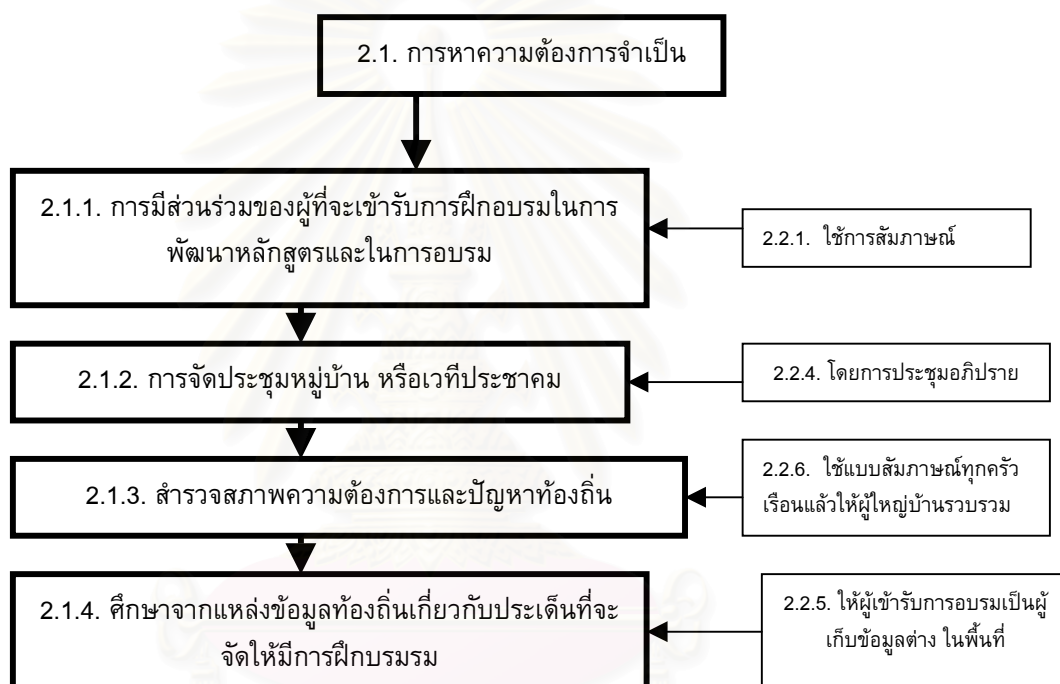 2.1. การหาความต้องการจำเป็น
2.1.1. การมีส่วนร่วมของผู้ที่จะเข้ารับการฝึกอบรมในการ
พัฒนาหลักสูตรและในการอบรม
2.2.1. ใช้การสัมภาษณ์
2.1.2. การจัดประชุมหมู่บ้าน หรือเวทีประชาคม
2.2.4. โดยการประชุมอภิปราย
2.1.3. สำรวจสภาพความต้องการและปัญหาท้องถิ่น
2.2.6. ใช้แบบสัมภาษณ์ทุกครัว
เรือนแล้วให้ผู้ใหญ่บ้านรวบรวม
2.1.4. ศึกษาจากแหล่งข้อมูลท้องถิ่นเกี่ยวกับประเด็นที่จะ
จัดให้มีการฝึกบรมรม
2.2.5. ให้ผู้เข้ารับการอบรมเป็นผู้
เก็บข้อมูลต่าง ในพื้นที่